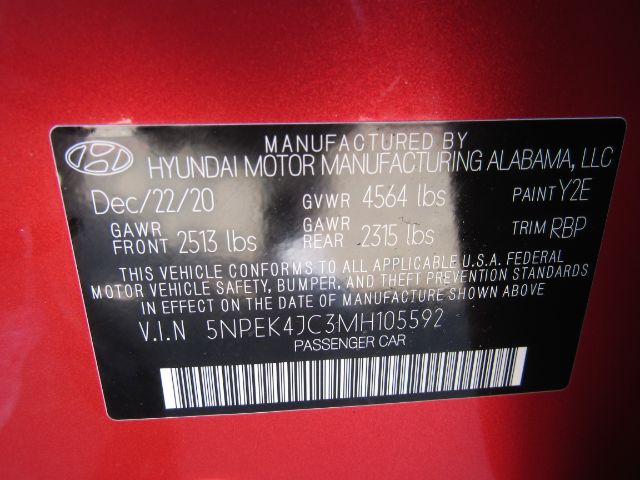 MANUFACTURED BY
HYUNDAI MOTOR MANUFACTURING ALABAMA, LLC
Dec/22/20 GVWR 4564 lbs PAINT Y2E
GAWR FRONT 2513 lbs GAWR REAR 2315 lbs TRIM RBP
THIS VEHICLE CONFORMS TO ALL APPLICABLE U.S.A. FEDERAL
MOTOR VEHICLE SAFETY, BUMPER, AND THEFT PREVENTION STANDARDS
IN EFFECT ON THE DATE OF MANUFACTURE SHOWN ABOVE
V.I.N 5NPEK4JC3MH105592
PASSENGER CAR